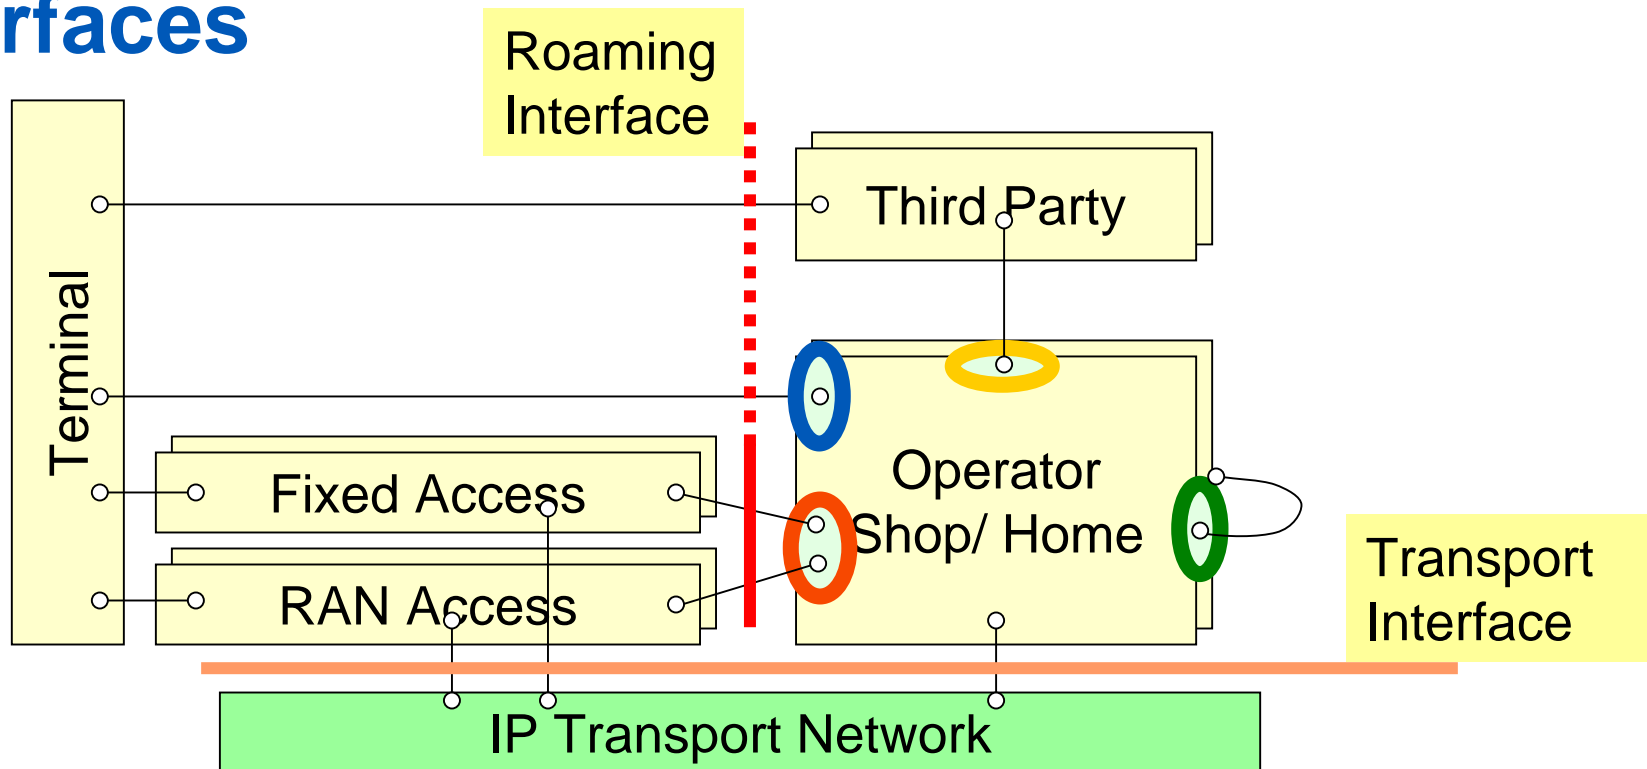 rfaces
Roaming
Interface
Third Party
Terminal
Fixed Access
RAN Access
Operator
Shop/ Home
Transport
Interface
IP Transport Network